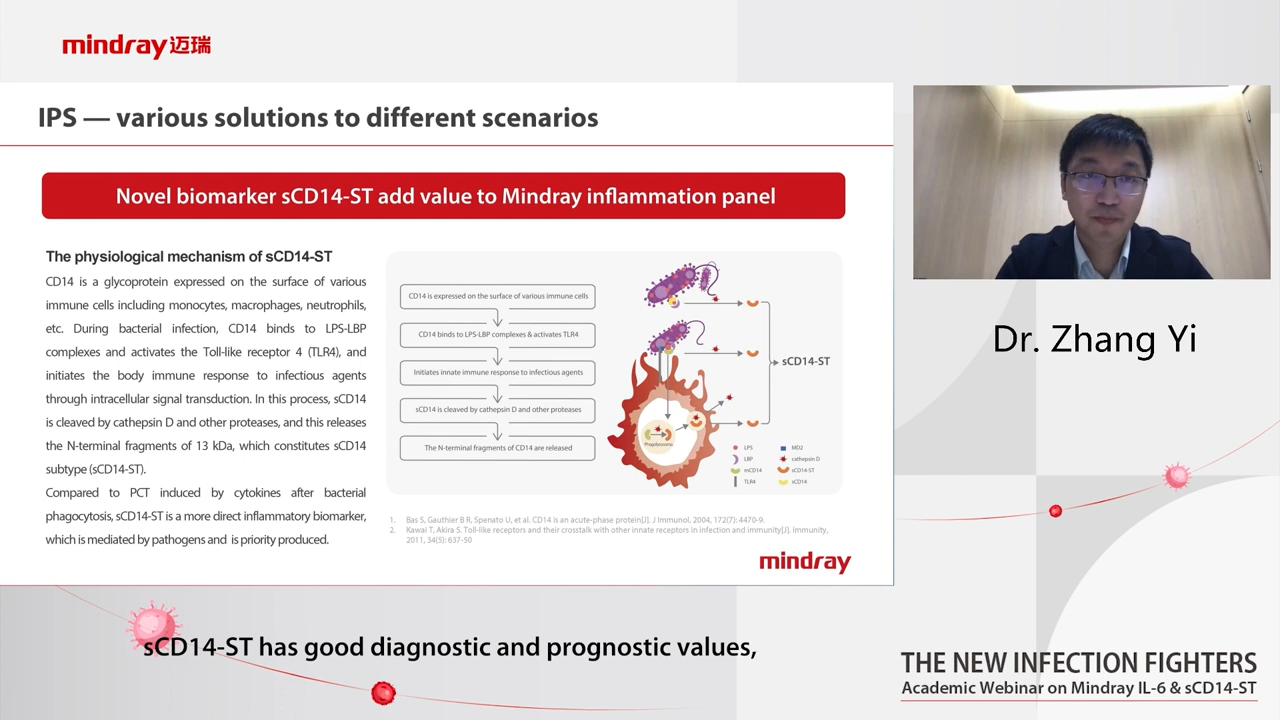 mindray迈瑞
IPS — various solutions to different scenarios
Novel biomarker sCD14-ST add value to Mindray inflammation panel
The physiological mechanism of sCD14-ST
CD14 is a glycoprotein expressed on the surface of various
immune cells including monocytes, macrophages, neutrophils,
etc. During bacterial infection, CD14 binds to LPS-LBP
complexes and activates the Toll-like receptor 4 (TLR4), and
initiates the body immune response to infectious agents
through intracellular signal transduction. In this process, sCD14
is cleaved by cathepsin D and other proteases, and this releases
the N-terminal fragments of 13 kDa, which constitutes sCD14
subtype (sCD14-ST).
Compared to PCT induced by cytokines after bacterial
phagocytosis, sCD14-ST is a more direct inflammatory biomarker,
which is mediated by pathogens and is priority produced.
CD14 is expressed on the surface of various immune cells
CD14 binds to LPS-LBP complexes & activates TLR4
Initiates innate immune response to infectious agents
sCD14 is cleaved by cathepsin D and other proteases
The N-terminal fragments of CD14 are released
sCD14-ST
Phagolysosome
LPS
LBP
mCD14
TLR4
MD2
cathepsin D
sCD14-ST
sCD14
1. Bas S, Gauthier B R, Spenato U, et al. CD14 is an acute-phase protein[J]. J Immunol, 2004, 172(7): 4470-9.
2. Kawai T, Akira S. Toll-like receptors and their crosstalk with other innate receptors in infection and immunity[J]. Immunity,
2011, 34(5): 637-50
mindray
Dr. Zhang Yi
sCD14-ST has good diagnostic and prognostic values,
THE NEW INFECTION FIGHTERS
Academic Webinar on Mindray IL-6 & sCD14-ST